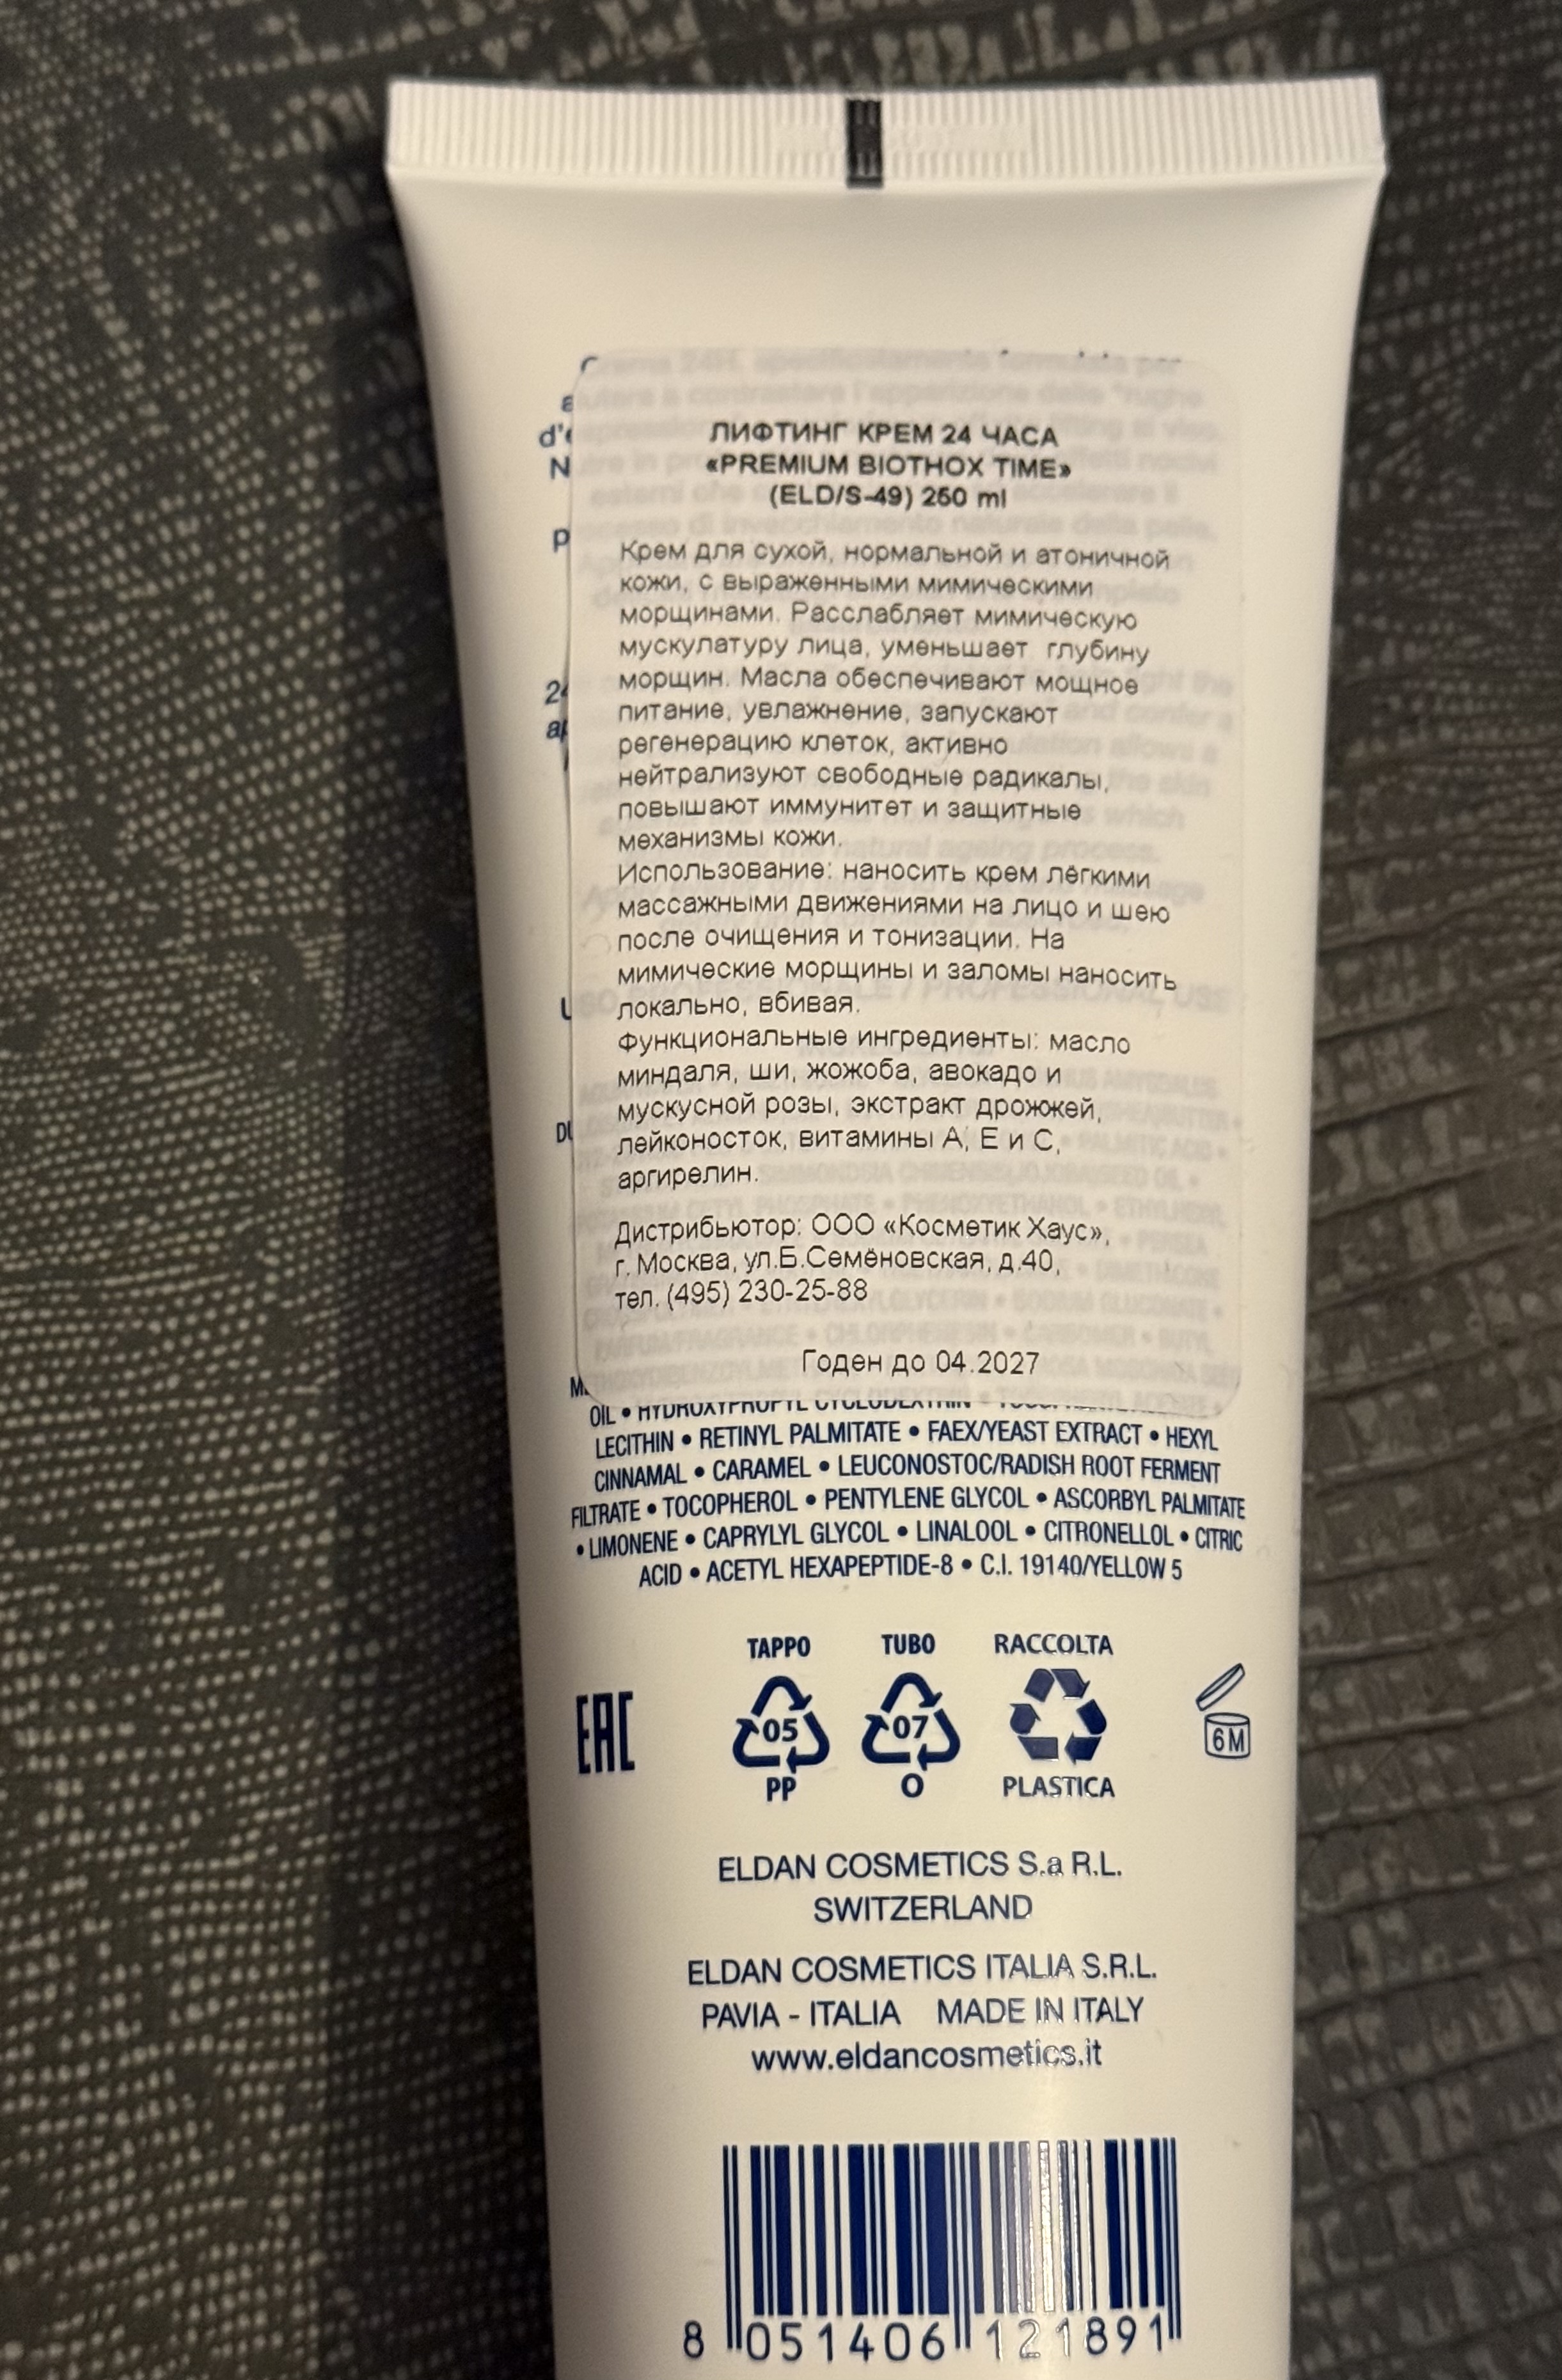 ЛИФТИНГ КРЕМ 24 ЧАСА
«PREMIUM BIOTHOX TIME»
(ELD/S-49) 250 ml
Крем для сухой, нормальной и атоничной
кожи, с выраженными мимическими
морщинами. Расслабляет мимическую
мускулатуру лица, уменьшает глубину
морщин. Масла обеспечивают мощное
питание, увлажнение, запускают
регенерацию клеток, активно
нейтрализуют свободные радикалы,
повышают иммунитет и защитные
механизмы кожи.
Использование: наносить крем лёгкими
массажными движениями на лицо и шею
после очищения и тонизации. На
мимические морщины и заломы наносить
локально, вбивая.
Функциональные ингредиенты: масло
миндаля, ши, жожоба, авокадо и
мускусной розы, экстракт дрожжей,
лейконосток, витамины А, Е и С,
аргирелин.
Дистрибьютор: ООО «Косметик Хаус»,
г. Москва, ул.Б.Семёновская, д.40,
тел. (495) 230-25-88
Годен до 04.2027
OIL • HYDROXYPROPYL CYCLODEXTRIN •
LECITHIN • RETINYL PALMITATE • FAEX/YEAST EXTRACT • HEXYL
CINNAMAL • CARAMEL • LEUCONOSTOC/RADISH ROOT FERMENT
FILTRATE • TOCOPHEROL • PENTYLENE GLYCOL • ASCORBYL PALMITATE
• LIMONENE • CAPRYLYL GLYCOL • LINALOOL • CITRONELLOL • CITRIC
ACID • ACETYL HEXAPEPTIDE-8 • C.I. 19140/YELLOW 5
TAPPO TUBO RACCOLTA
EAC 05 07 6M
PP O PLASTICA
ELDAN COSMETICS S.a R.L.
SWITZERLAND
ELDAN COSMETICS ITALIA S.R.L.
PAVIA - ITALIA MADE IN ITALY
www.eldancosmetics.it
8 051406 121891